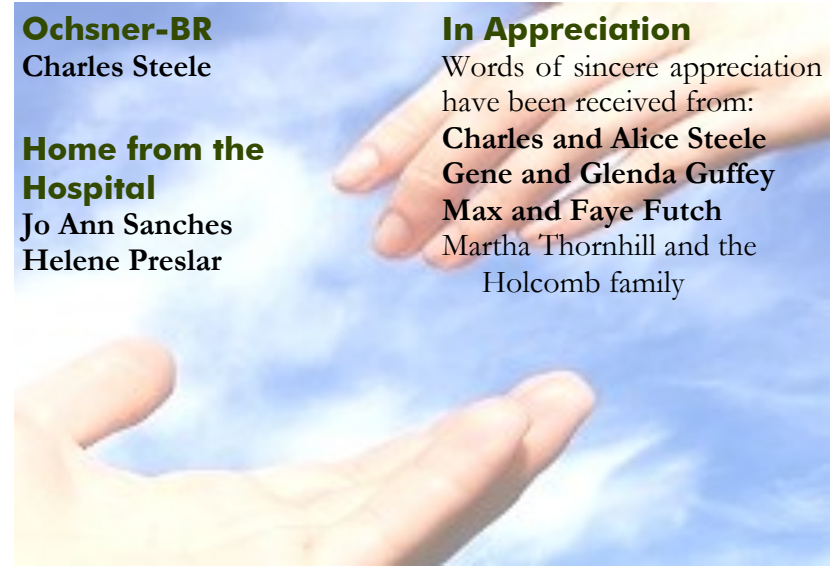 Ochsner-BR
Charles Steele
Home from the
Hospital
Jo Ann Sanches
Helene Preslar
In Appreciation
Words of sincere appreciation
have been received from:
Charles and Alice Steele
Gene and Glenda Guffey
Max and Faye Futch
Martha Thornhill and the
Holcomb family